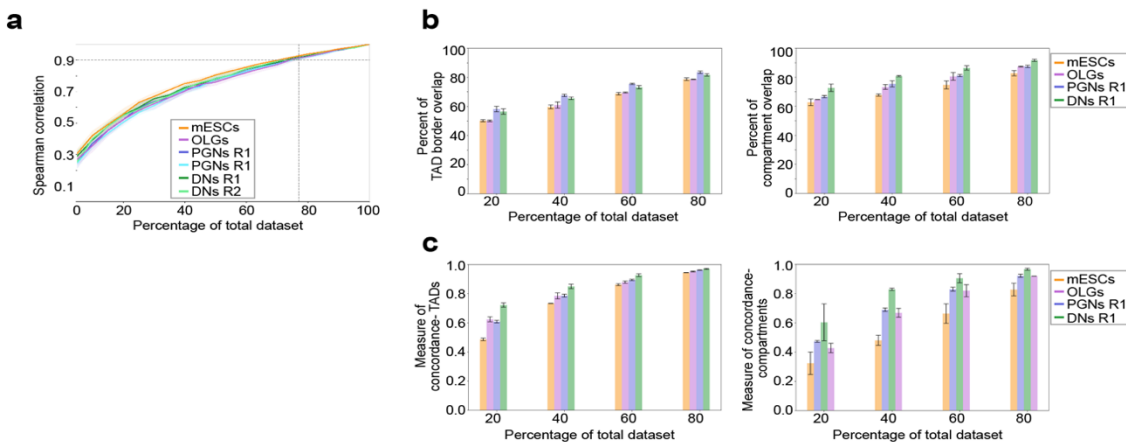 a
0.9
0.7
0.5
0.3
0.1
Spearman correlation
mESCs
OLGs
PGNs R1
PGNs R1
DNs R1
DNs R2
0 20 40 60 80 100
Percentage of total dataset
b
100
80
60
80
40
20
0
Percent of
TAD border overlap
20 40 60 80
Percentage of total dataset
100
80
60
80
40
20
0
Percent of
compartment overlap
20 40 60 80
Percentage of total dataset
mESCs
OLGs
PGNs R1
DNs R1
c
1.0
0.8
0.6
0.4
0.2
0.0
Measure of
concordance- TADs
20 40 60 80
Percentage of total dataset
1.0
0.8
0.6
0.4
0.2
0.0
Measure of concordance-
compartments
20 40 60 80
Percentage of total dataset
mESCs
OLGs
PGNs R1
DNs R1